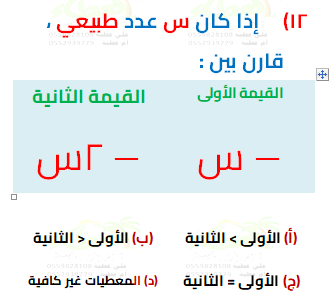 ١٢) إذا كان س عدد طبيعي ،
قارن بين :
القيمة الأولى القيمة الثانية
– س – ٢س
(أ) الأولى > الثانية (ب) الأولى < الثانية
(ج) الأولى = الثانية (د) المعطيات غير كافية